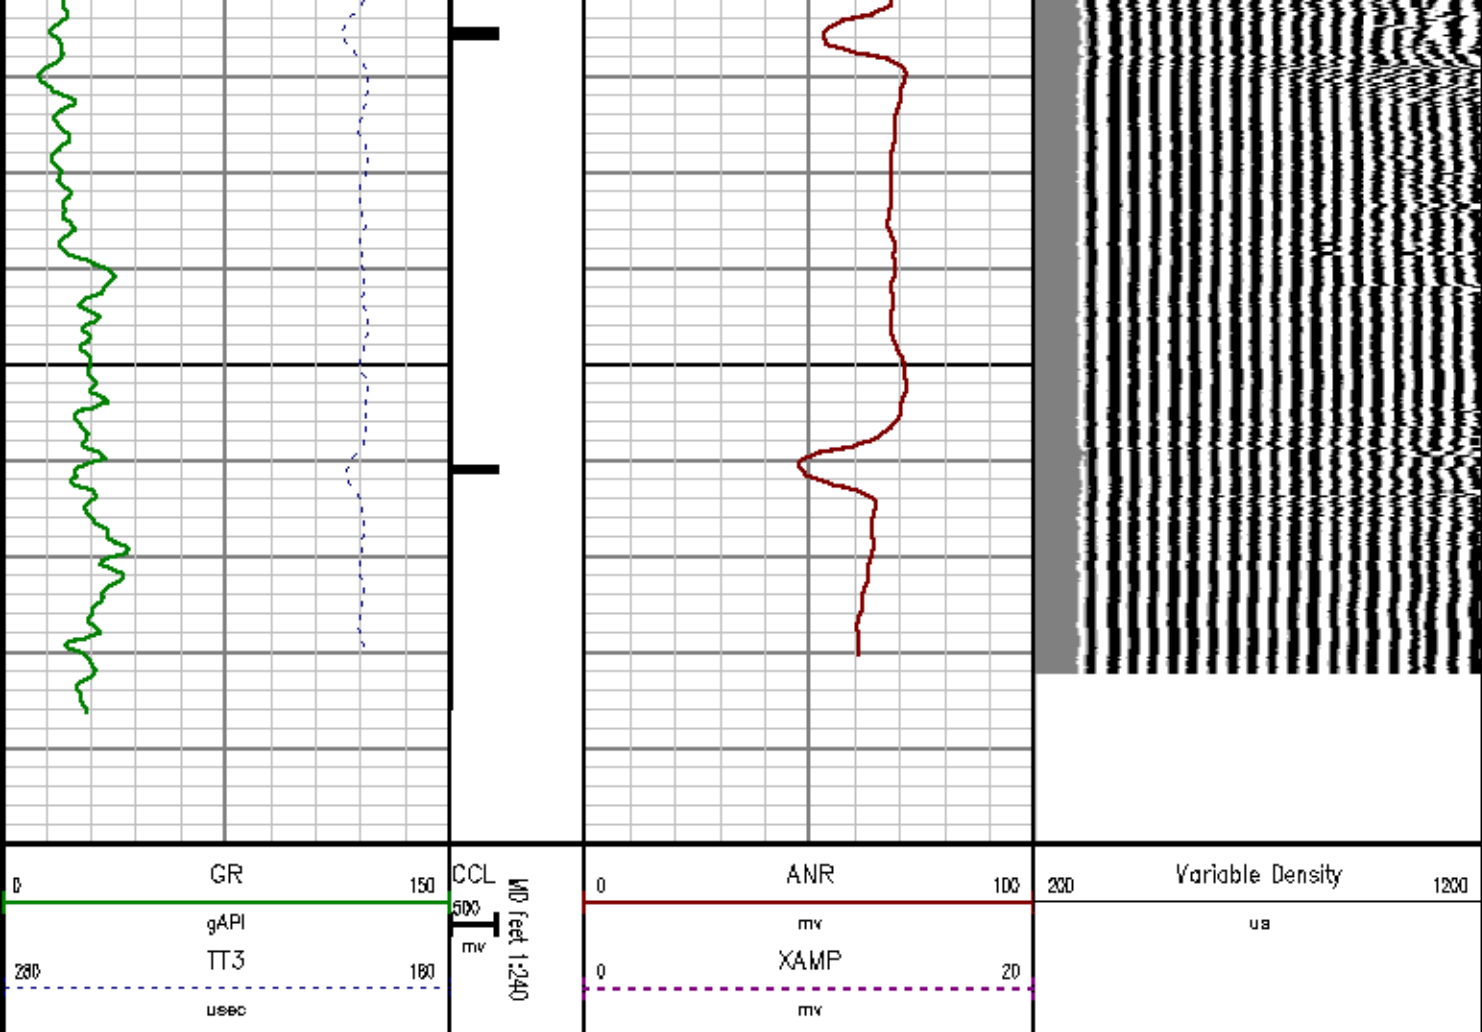 GR
0 150
gAPI
TT3
280 180
usec
CCL
500
mv
MD feet 1:240
ANR
0 100
mv
XAMP
0 20
mv
Variable Density
200 1200
us